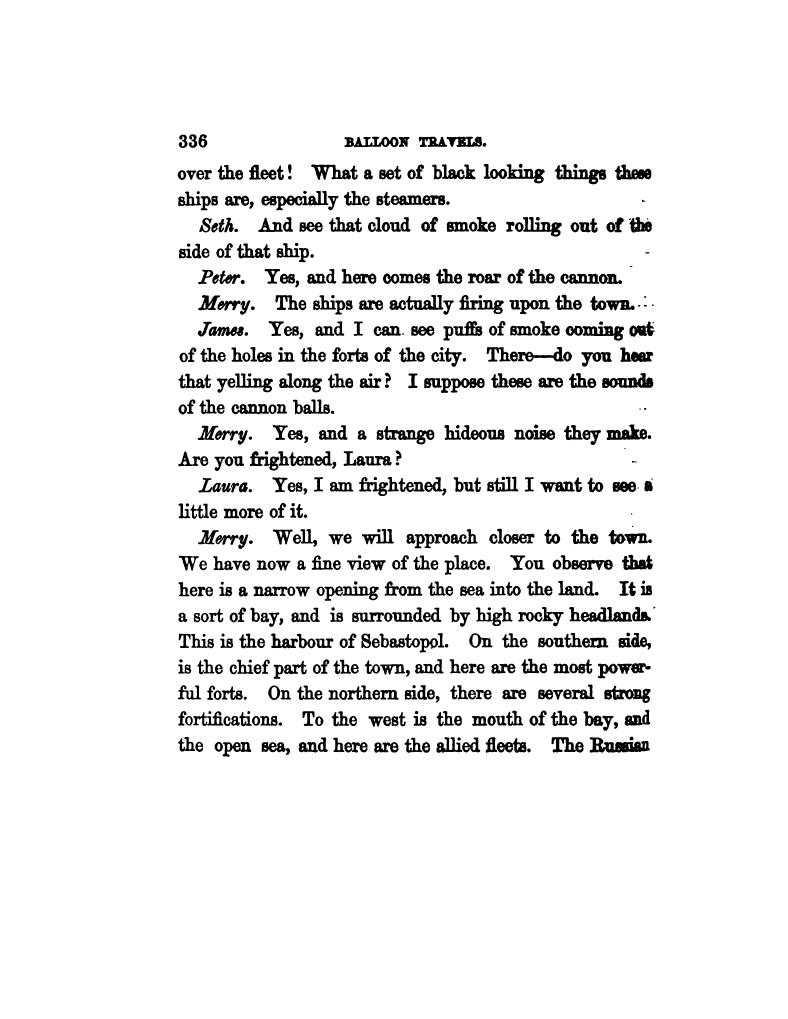 336 BALLOON TRAVELS.
over the fleet! What a set of black looking things these
ships are, especially the steamers.
Seth. And see that cloud of smoke rolling out of the
side of that ship.
Peter. Yes, and here comes the roar of the cannon.
Merry. The ships are actually firing upon the town.
James. Yes, and I can see puffs of smoke coming out
of the holes in the forts of the city. There—do you hear
that yelling along the air? I suppose these are the sounds
of the cannon balls.
Merry. Yes, and a strange hideous noise they make.
Are you frightened, Laura?
Laura. Yes, I am frightened, but still I want to see a
little more of it.
Merry. Well, we will approach closer to the town.
We have now a fine view of the place. You observe that
here is a narrow opening from the sea into the land. It is
a sort of bay, and is surrounded by high rocky headlands.
This is the harbour of Sebastopol. On the southern side,
is the chief part of the town, and here are the most power-
ful forts. On the northern side, there are several strong
fortifications. To the west is the mouth of the bay, and
the open sea, and here are the allied fleets. The Russian